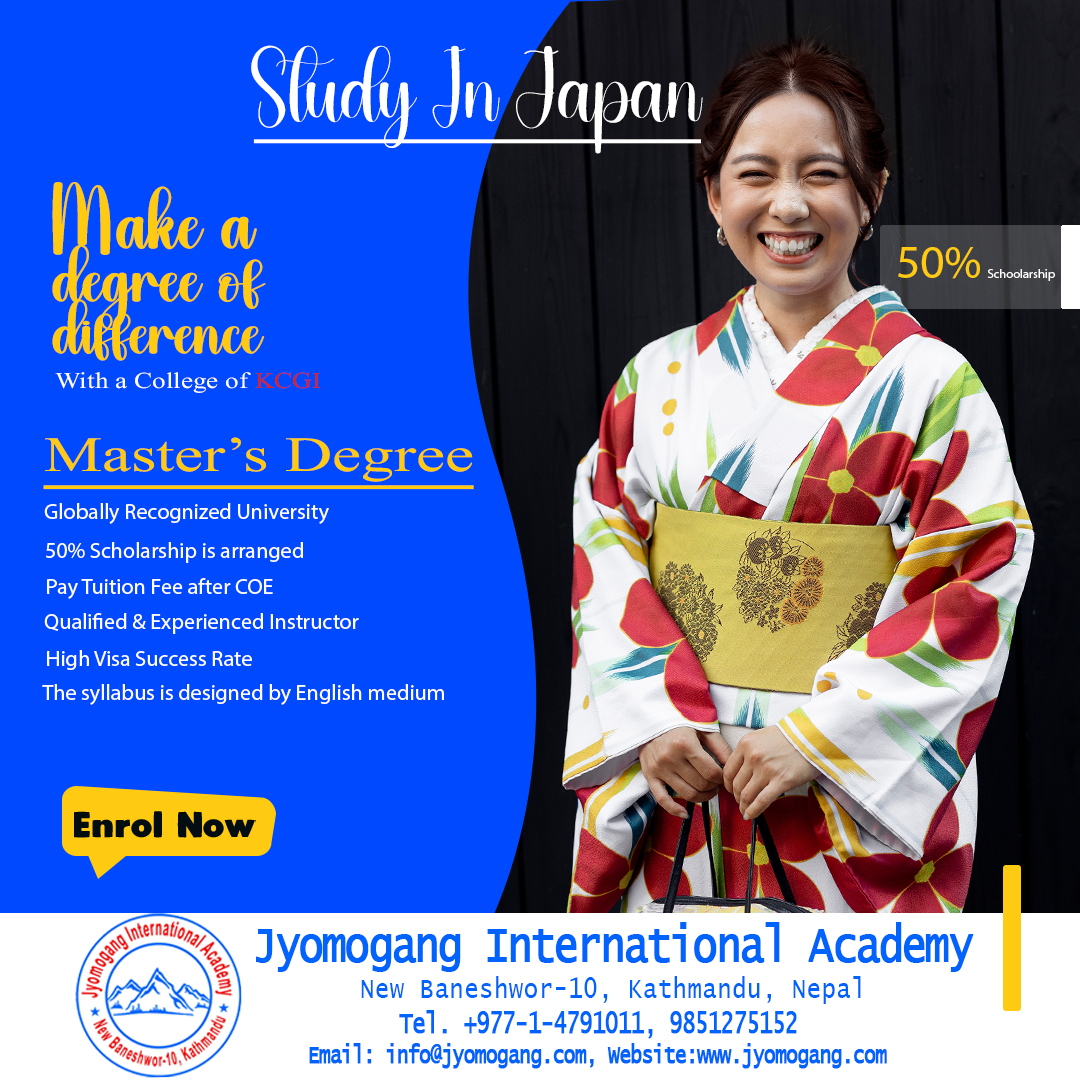 Study In Japan
Make a
degree of
difference
With a College of KCGI
50% Schoolarship
Master’s Degree
Globally Recognized University
50% Scholarship is arranged
Pay Tuition Fee after COE
Qualified & Experienced Instructor
High Visa Success Rate
The syllabus is designed by English medium
Enrol Now
Jyomogang International Academy
New Baneshwor-10, Kathmandu
Jyomogang International Academy
New Baneshwor-10, Kathmandu, Nepal
Tel. +977-1-4791011, 9851275152
Email: info@jyomogang.com, Website:www.jyomogang.com